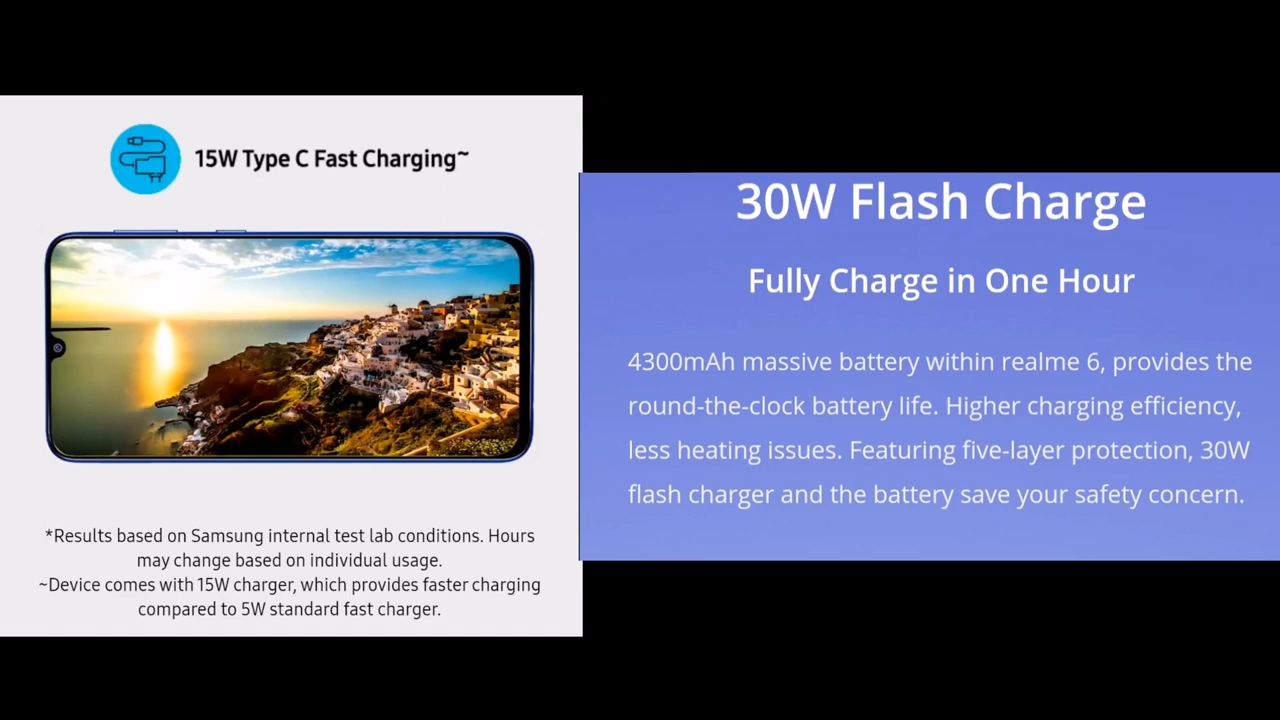 15W Type C Fast Charging~
*Results based on Samsung internal test lab conditions. Hours
may change based on individual usage.
~Device comes with 15W charger, which provides faster charging
compared to 5W standard fast charger.
30W Flash Charge
Fully Charge in One Hour
4300mAh massive battery within realme 6, provides the
round-the-clock battery life. Higher charging efficiency,
less heating issues. Featuring five-layer protection, 30W
flash charger and the battery save your safety concern.